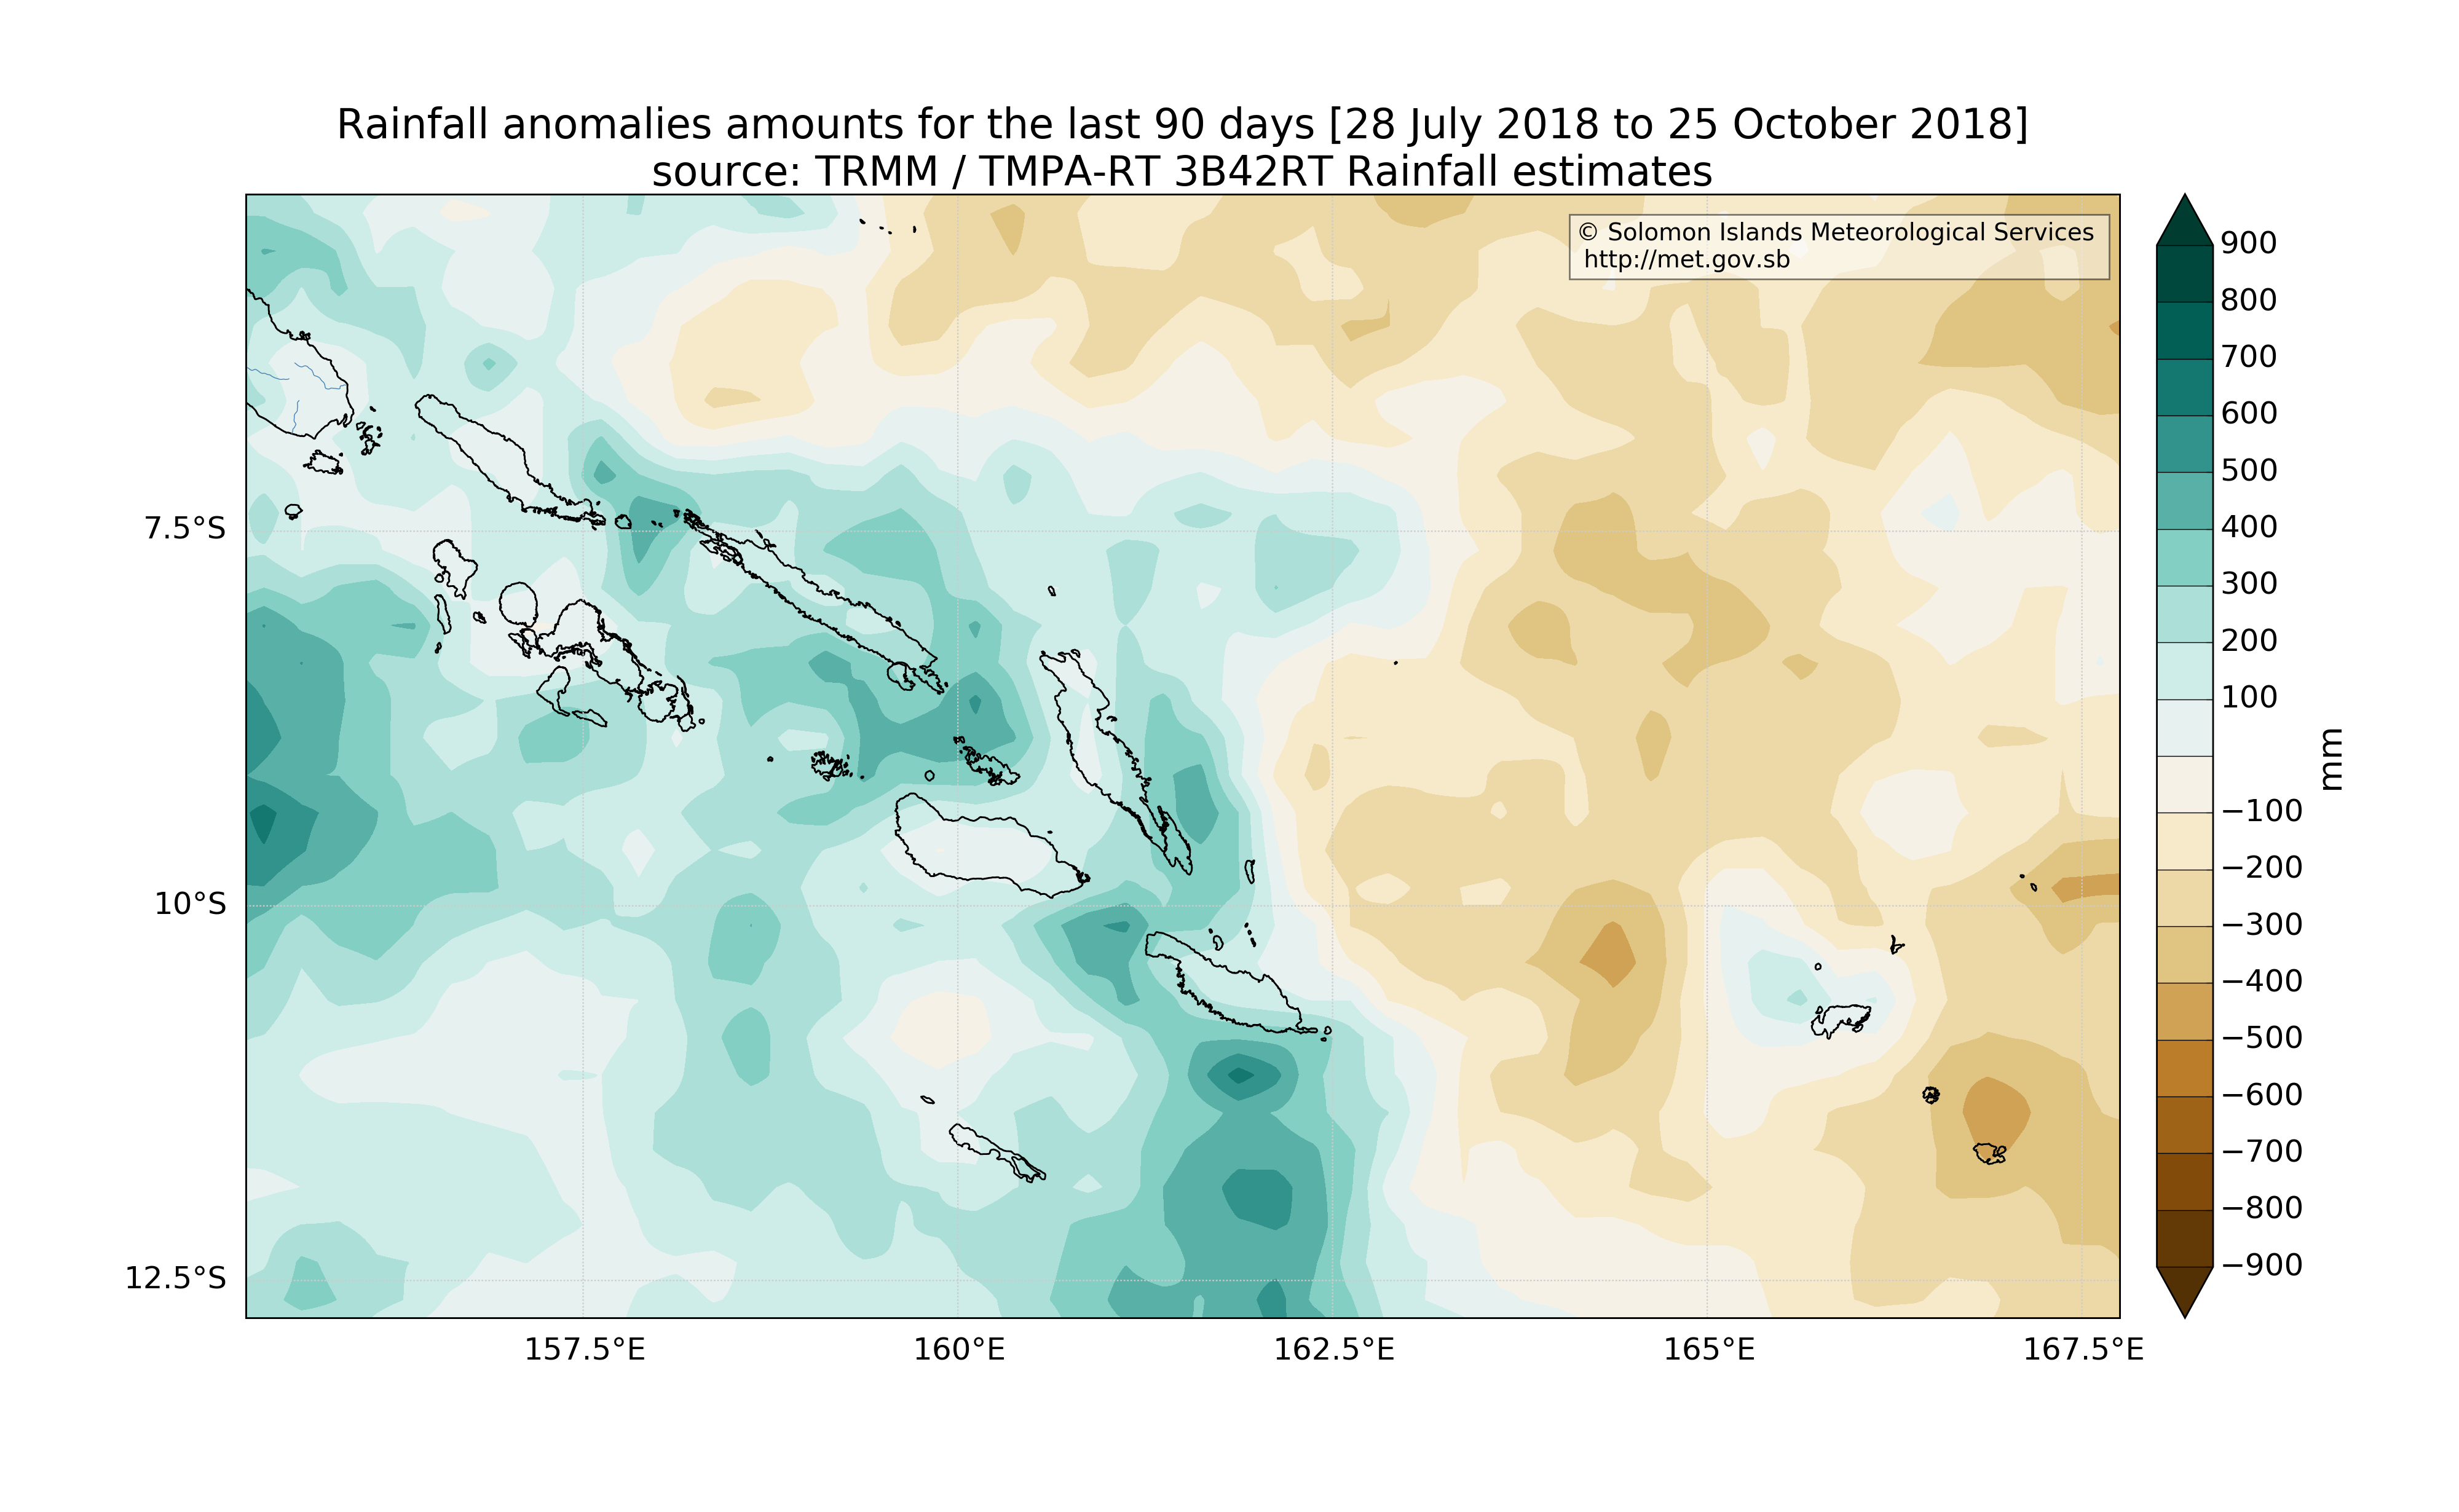 Rainfall anomalies amounts for the last 90 days [28 July 2018 to 25 October 2018]
source: TRMM / TMPA-RT 3B42RT Rainfall estimates
© Solomon Islands Meteorological Services
http://met.gov.sb
7.5°S
10°S
12.5°S
157.5°E
160°E
162.5°E
165°E
167.5°E
900
800
700
600
500
400
300
200
100
−100
−200
−300
−400
−500
−600
−700
−800
−900
mm